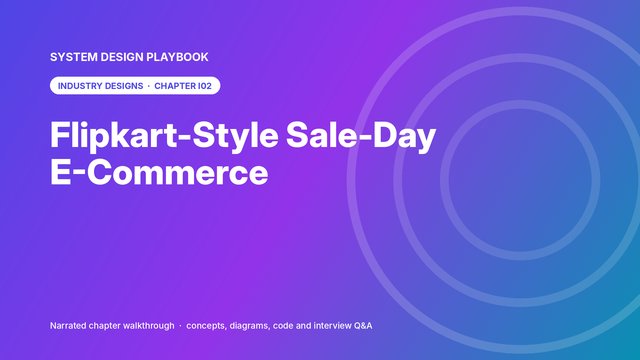 SYSTEM DESIGN PLAYBOOK
INDUSTRY DESIGNS · CHAPTER I02
Flipkart-Style Sale-Day
E-Commerce
Narrated chapter walkthrough · concepts, diagrams, code and interview Q&A